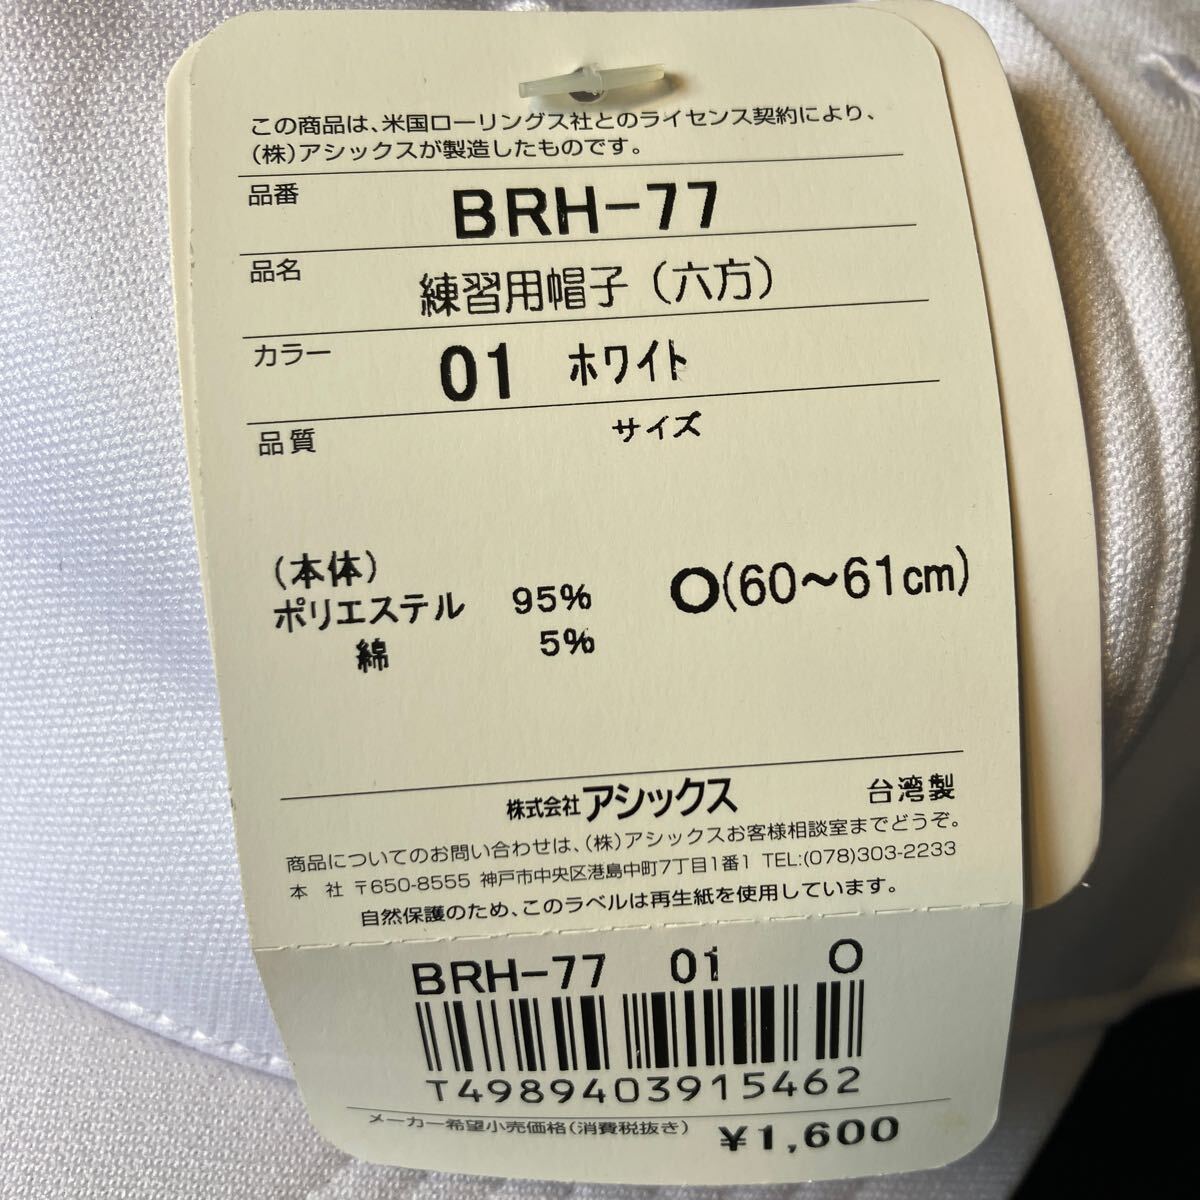 この商品は、米国ローリングス社とのライセンス契約により、
(株)アシックスが製造したものです。
品番 BRH-77
品名 練習用帽子(六方)
カラー 01 ホワイト
品質 サイズ
(本体)
ポリエステル 95% O(60～61cm)
綿 5%
株式会社アシックス 台湾製
商品についてのお問い合わせは、(株)アシックスお客様相談室までどうぞ。
本 社 〒650-8555 神戸市中央区港島中町7丁目1番1 TEL:(078)303-2233
自然保護のため、このラベルは再生紙を使用しています。
BRH-77 01 O
T4989403915462
メーカー希望小売価格(消費税抜き) ¥1,600